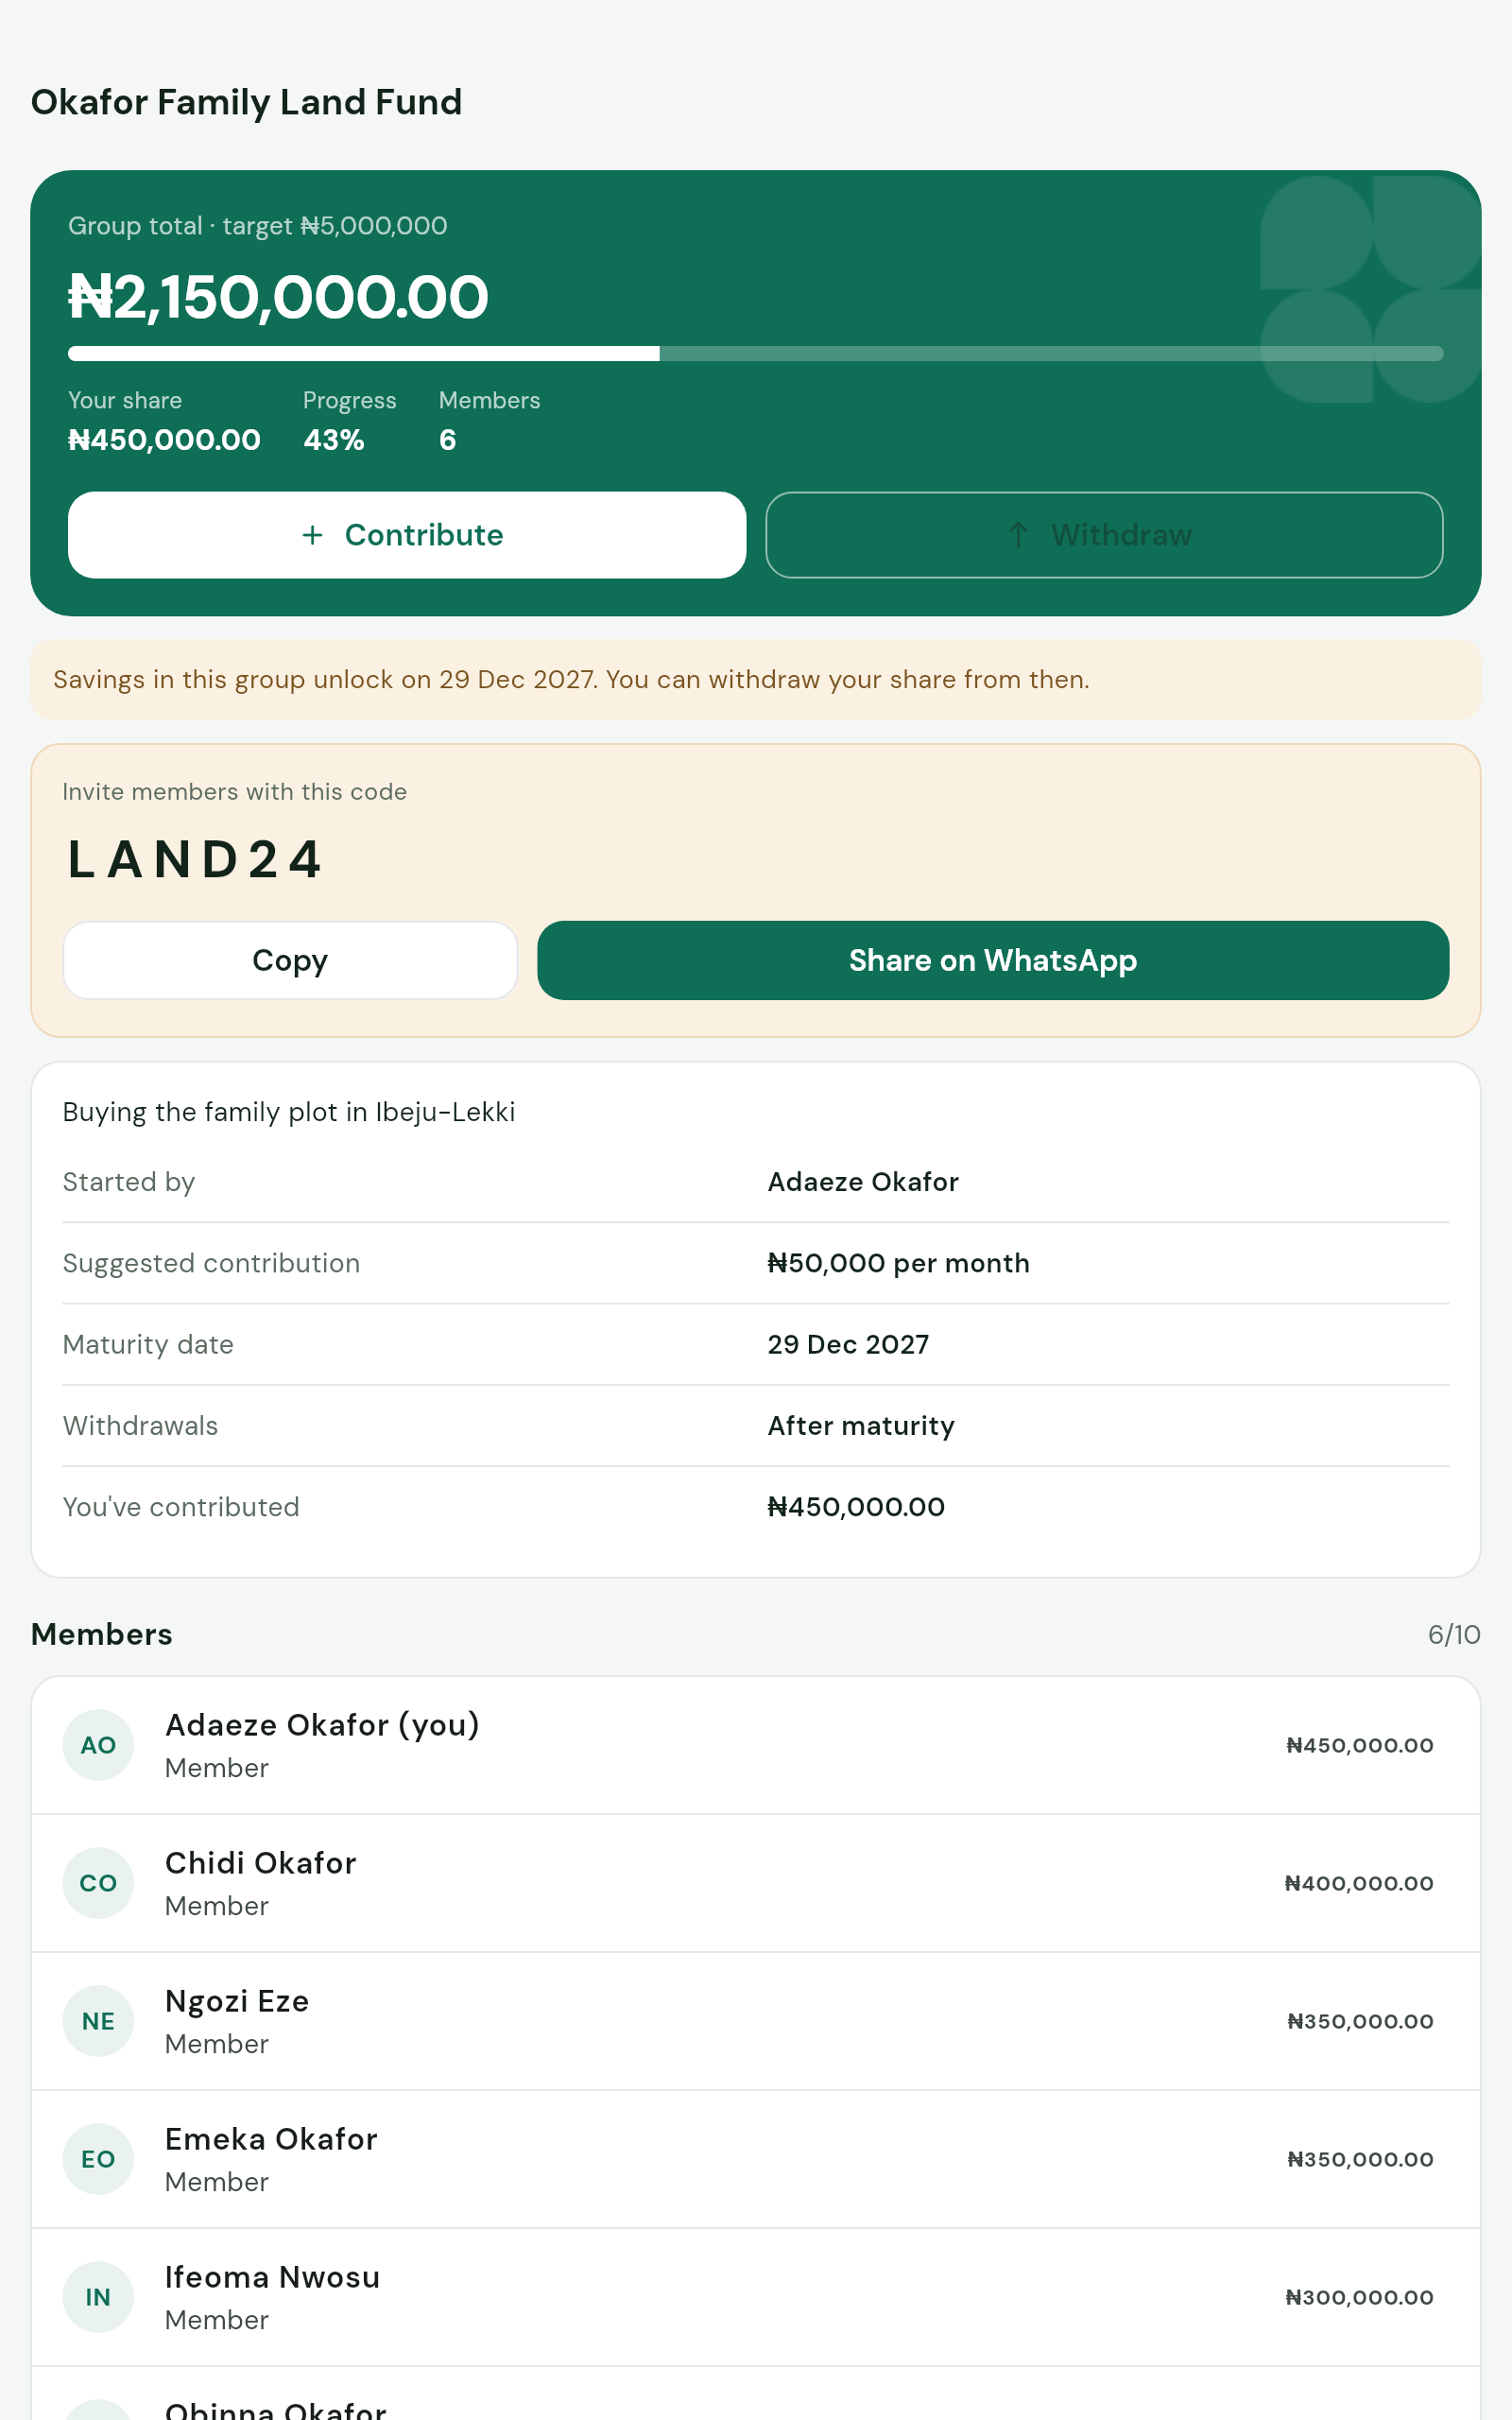 Okafor Family Land Fund
Group total · target ₦5,000,000
₦2,150,000.00
Your share Progress Members
₦450,000.00 43% 6
+ Contribute ↑ Withdraw
Savings in this group unlock on 29 Dec 2027. You can withdraw your share from then.
Invite members with this code
LAND24
Copy Share on WhatsApp
Buying the family plot in Ibeju-Lekki
Started by Adaeze Okafor
Suggested contribution ₦50,000 per month
Maturity date 29 Dec 2027
Withdrawals After maturity
You've contributed ₦450,000.00
Members 6/10
AO Adaeze Okafor (you) ₦450,000.00
Member
CO Chidi Okafor ₦400,000.00
Member
NE Ngozi Eze ₦350,000.00
Member
EO Emeka Okafor ₦350,000.00
Member
IN Ifeoma Nwosu ₦300,000.00
Member
Obinna Okafor